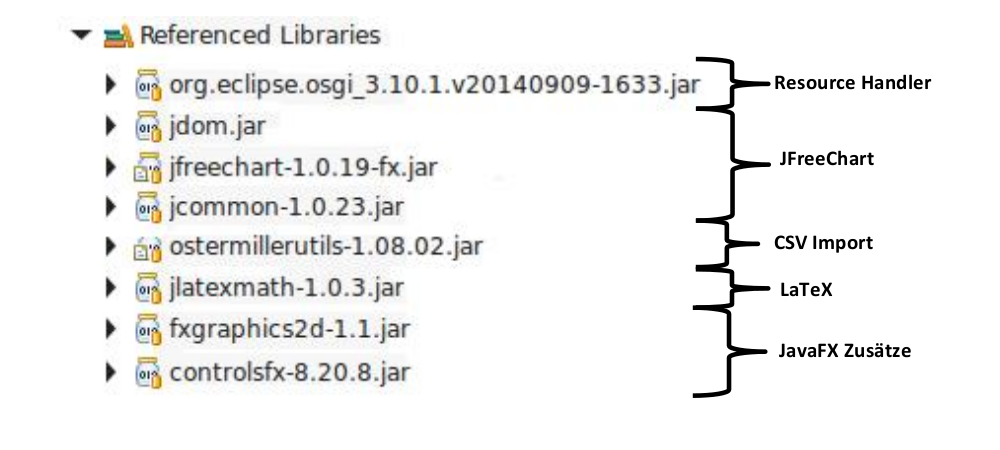 Referenced Libraries
org.eclipse.osgi_3.10.1.v20140909-1633.jar
Resource Handler
jdom.jar
jfreechart-1.0.19-fx.jar
JFreeChart
jcommon-1.0.23.jar
ostermillerutils-1.08.02.jar
CSV Import
jlatexmath-1.0.3.jar
LaTeX
fxgraphics2d-1.1.jar
controlsfx-8.20.8.jar
JavaFX Zusätze